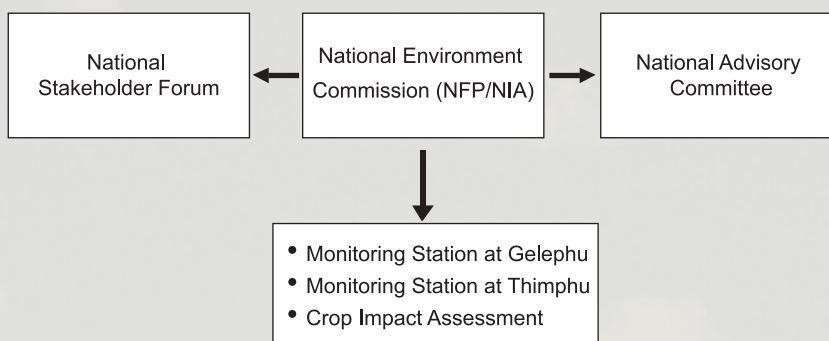 National
Stakeholder Forum
National Environment
Commission (NFP/NIA)
National Advisory
Committee
• Monitoring Station at Gelephu
• Monitoring Station at Thimphu
• Crop Impact Assessment